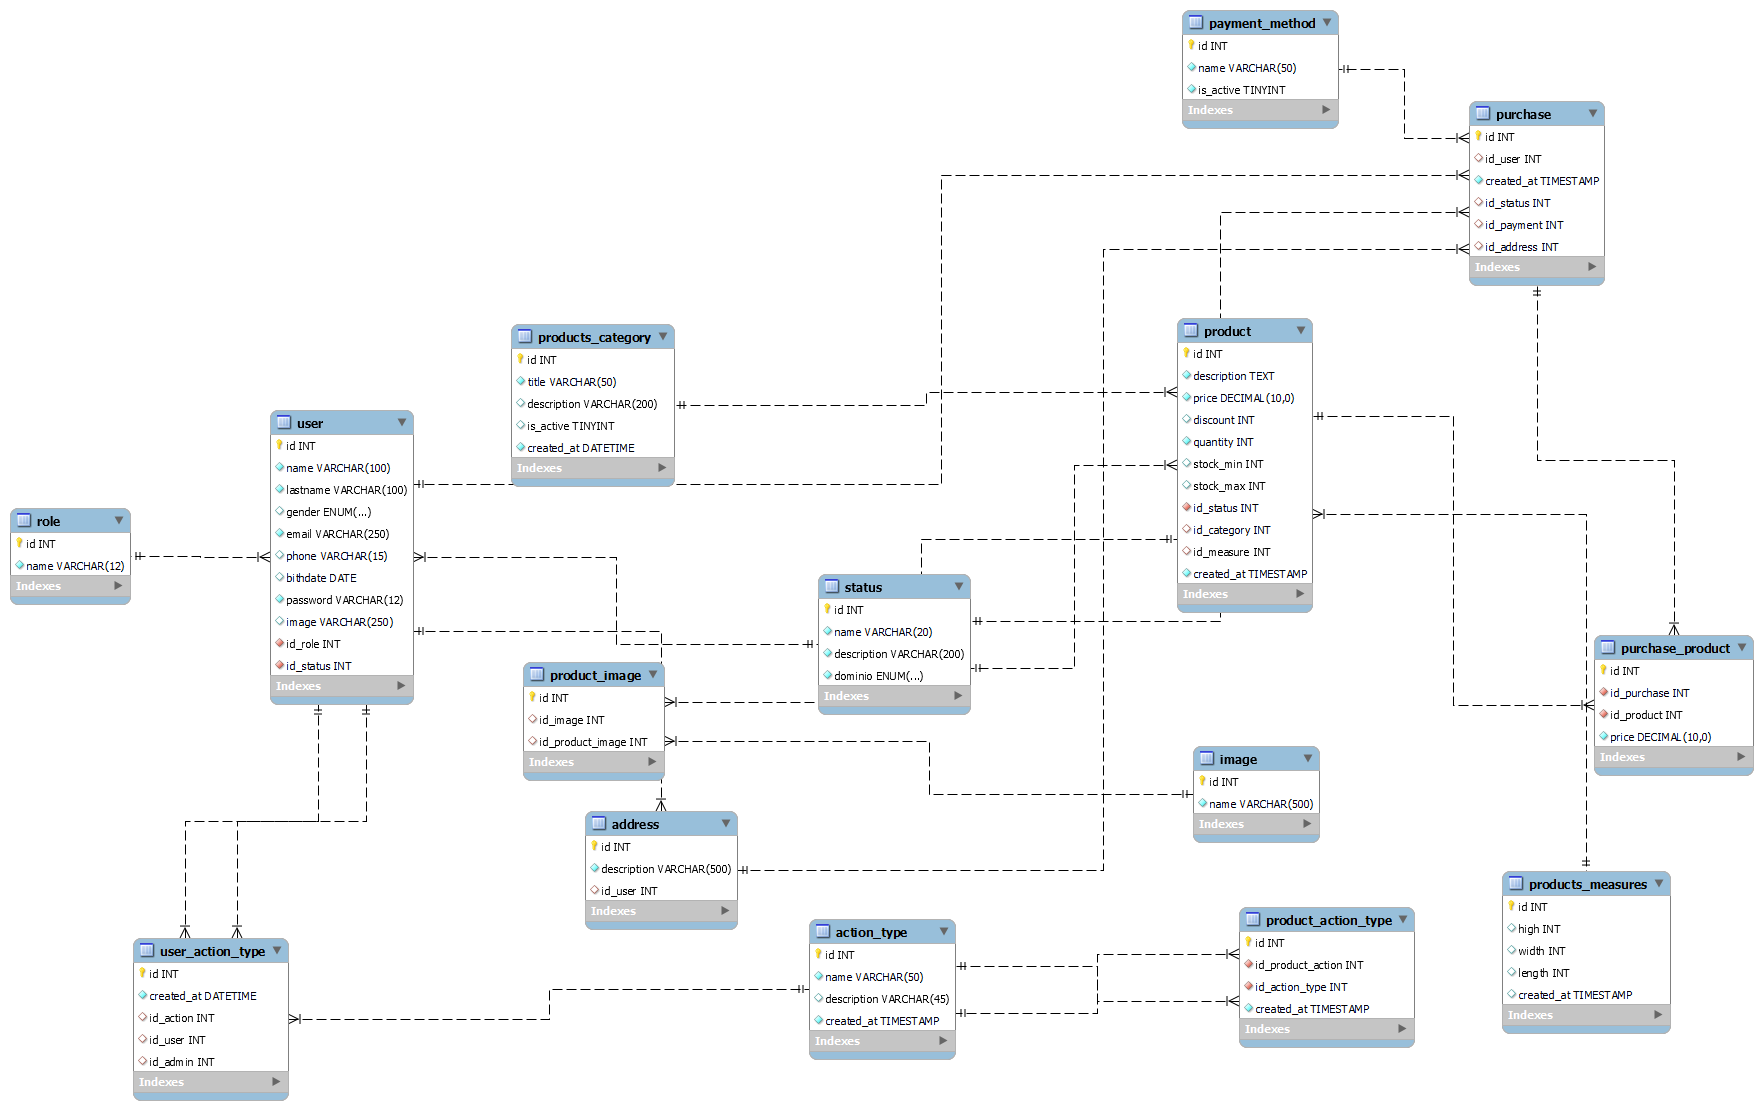 payment_method
id INT
name VARCHAR(50)
is_active TINYINT
Indexes
purchase
id INT
id_user INT
created_at TIMESTAMP
id_status INT
id_payment INT
id_address INT
Indexes
products_category
id INT
title VARCHAR(50)
description VARCHAR(200)
is_active TINYINT
created_at DATETIME
Indexes
product
id INT
description TEXT
price DECIMAL(10,0)
discount INT
quantity INT
stock_min INT
stock_max INT
id_status INT
id_category INT
id_measure INT
created_at TIMESTAMP
Indexes
user
id INT
name VARCHAR(100)
lastname VARCHAR(100)
gender ENUM(...)
email VARCHAR(250)
phone VARCHAR(15)
bithdate DATE
password VARCHAR(12)
image VARCHAR(250)
id_role INT
id_status INT
Indexes
role
id INT
name VARCHAR(12)
Indexes
status
id INT
name VARCHAR(20)
description VARCHAR(200)
dominio ENUM(...)
Indexes
product_image
id INT
id_image INT
id_product_image INT
Indexes
purchase_product
id INT
id_purchase INT
id_product INT
price DECIMAL(10,0)
Indexes
image
id INT
name VARCHAR(500)
Indexes
address
id INT
description VARCHAR(500)
id_user INT
Indexes
products_measures
id INT
high INT
width INT
length INT
created_at TIMESTAMP
Indexes
user_action_type
id INT
created_at DATETIME
id_action INT
id_user INT
id_admin INT
Indexes
action_type
id INT
name VARCHAR(50)
description VARCHAR(45)
created_at TIMESTAMP
Indexes
product_action_type
id INT
id_product_action INT
id_action_type INT
created_at TIMESTAMP
Indexes